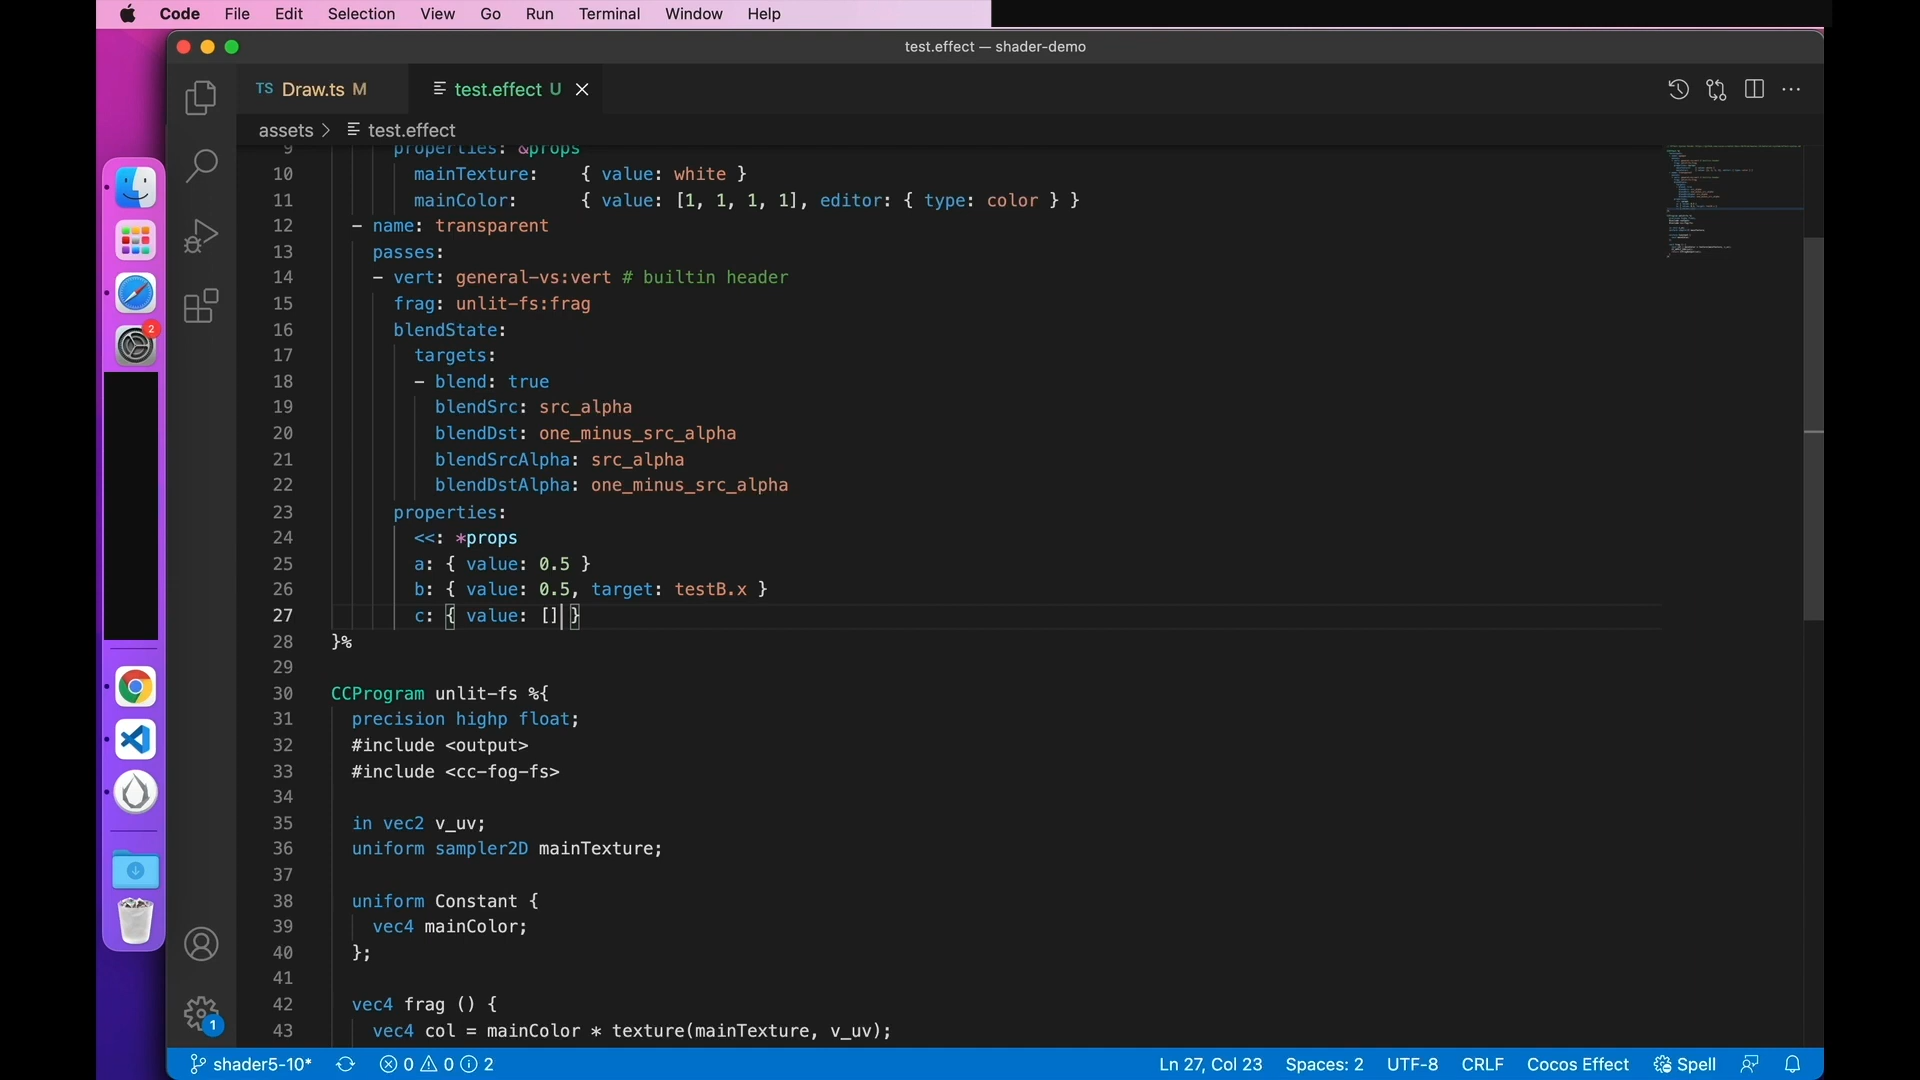 Code File Edit Selection View Go Run Terminal Window Help
test.effect — shader-demo
TS Draw.ts M
test.effect U
assets > test.effect
9 properties: &props
10 mainTexture: { value: white }
11 mainColor: { value: [1, 1, 1, 1], editor: { type: color } }
12 - name: transparent
13 passes:
14 - vert: general-vs:vert # builtin header
15 frag: unlit-fs:frag
16 blendState:
17 targets:
18 - blend: true
19 blendSrc: src_alpha
20 blendDst: one_minus_src_alpha
21 blendSrcAlpha: src_alpha
22 blendDstAlpha: one_minus_src_alpha
23 properties:
24 <<: *props
25 a: { value: 0.5 }
26 b: { value: 0.5, target: testB.x }
27 c: { value: [] }
28 }%
29
30 CCProgram unlit-fs %{
31 precision highp float;
32 #include <output>
33 #include <cc-fog-fs>
34
35 in vec2 v_uv;
36 uniform sampler2D mainTexture;
37
38 uniform Constant {
39 vec4 mainColor;
40 };
41
42 vec4 frag () {
43 vec4 col = mainColor * texture(mainTexture, v_uv);
2
1
shader5-10* 0 0 2 Ln 27, Col 23 Spaces: 2 UTF-8 CRLF Cocos Effect Spell